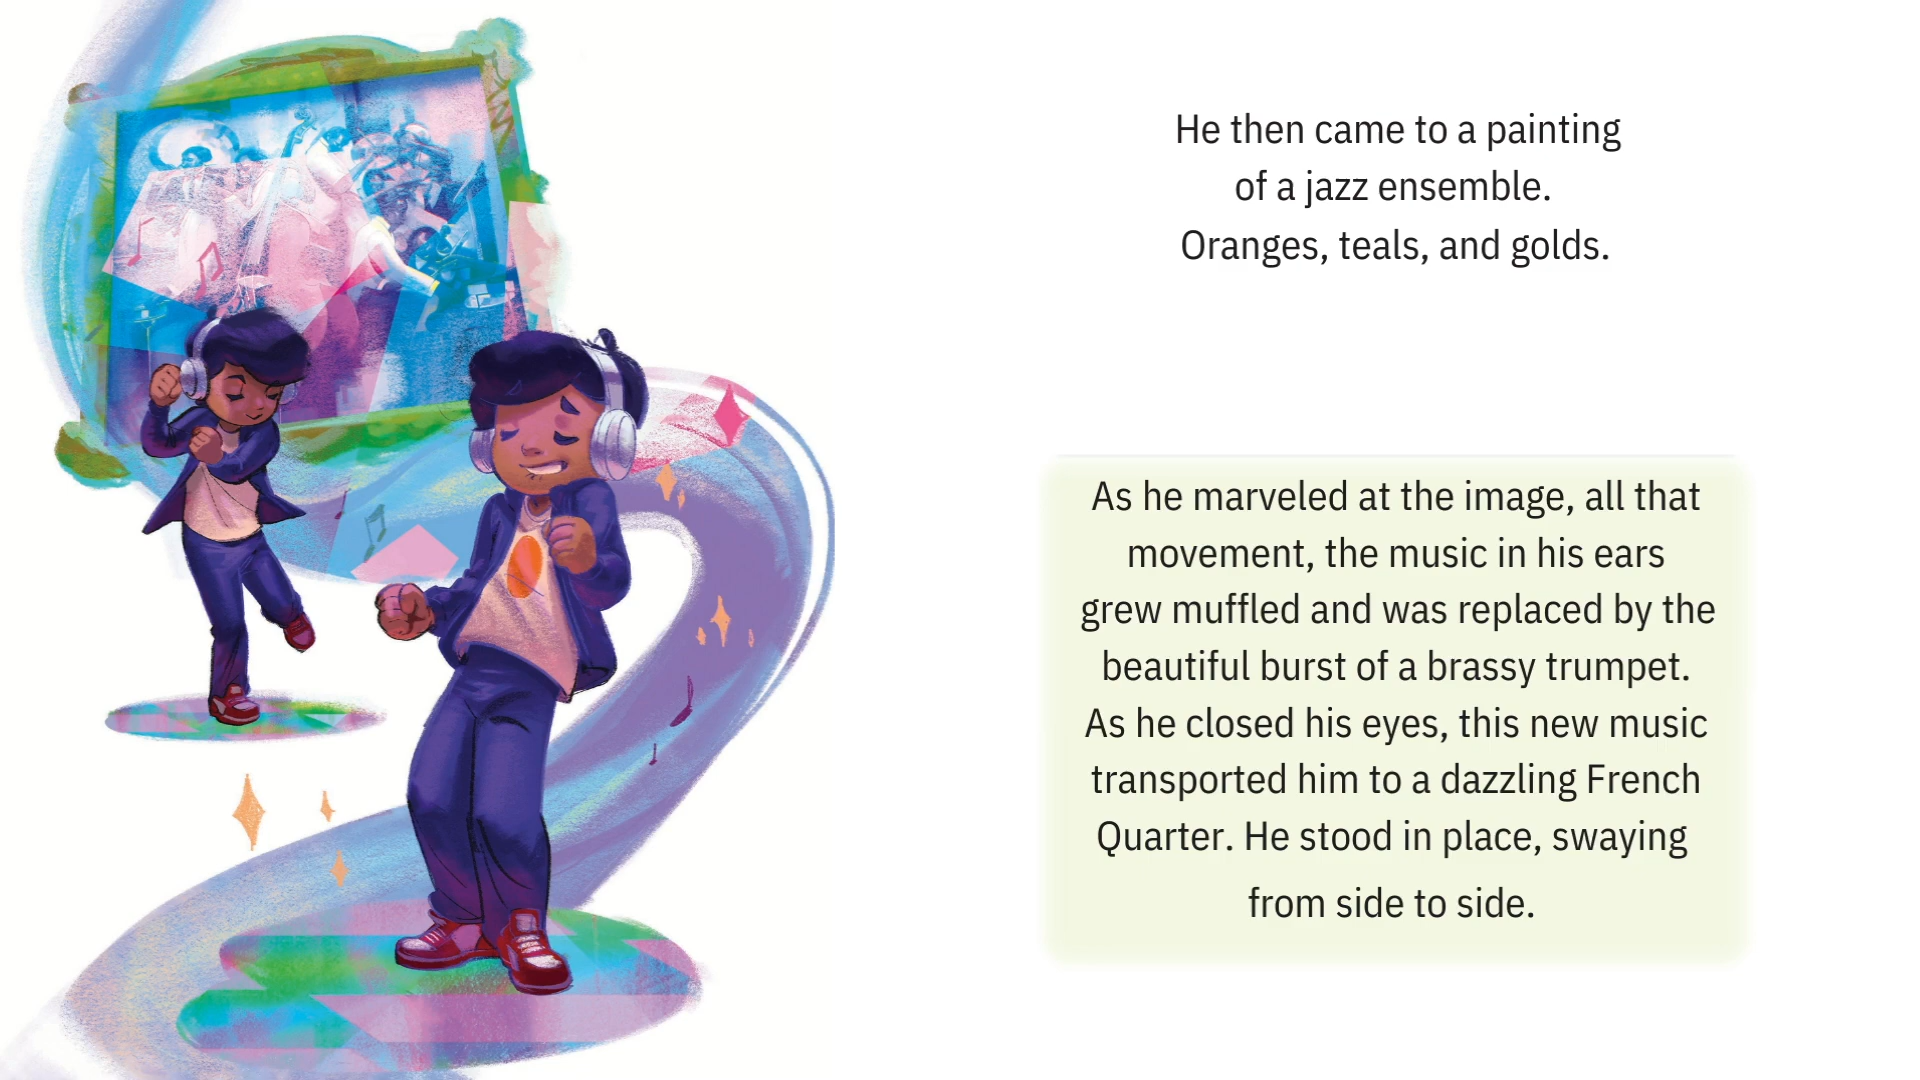 He then came to a painting
of a jazz ensemble.
Oranges, teals, and golds.
As he marveled at the image, all that
movement, the music in his ears
grew muffled and was replaced by the
beautiful burst of a brassy trumpet.
As he closed his eyes, this new music
transported him to a dazzling French
Quarter. He stood in place, swaying
from side to side.